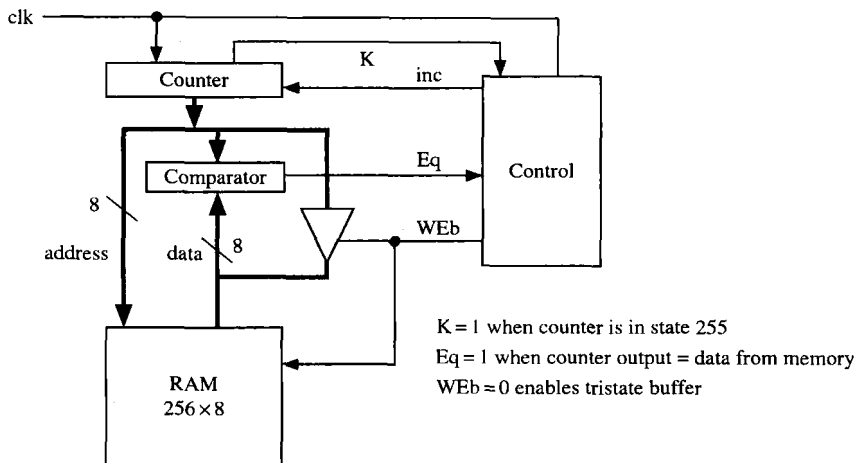 clk
K
Counter
inc
Comparator
Eq
Control
8
address
data
8
WEb
RAM
256 × 8
K = 1 when counter is in state 255
Eq = 1 when counter output = data from memory
WEb = 0 enables tristate buffer